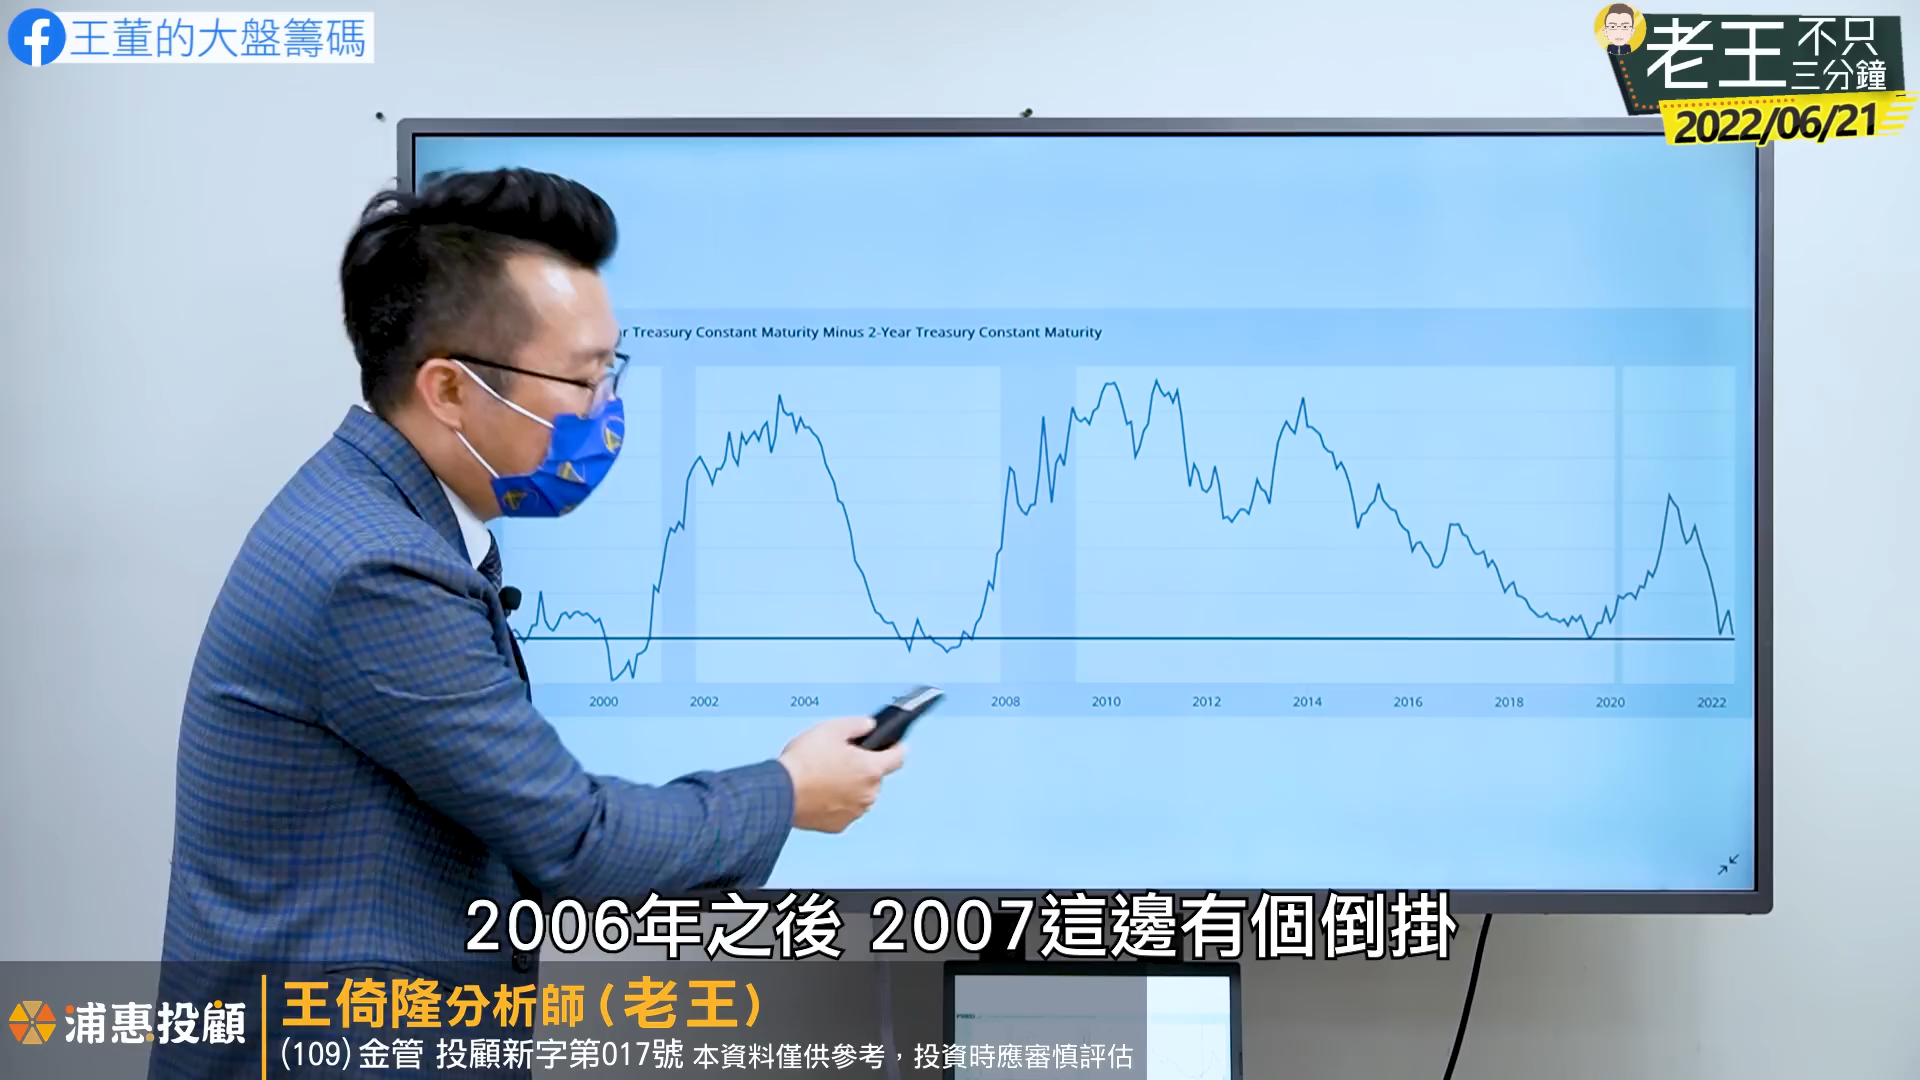 王董的大盤籌碼
老王不只三分鐘
2022/06/21
r Treasury Constant Maturity Minus 2-Year Treasury Constant Maturity
2000 2002 2004 2008 2010 2012 2014 2016 2018 2020 2022
2006年之後 2007這邊有個倒掛
浦惠投顧
王倚隆分析師(老王)
(109)金管 投顧新字第017號 本資料僅供參考，投資時應審慎評估